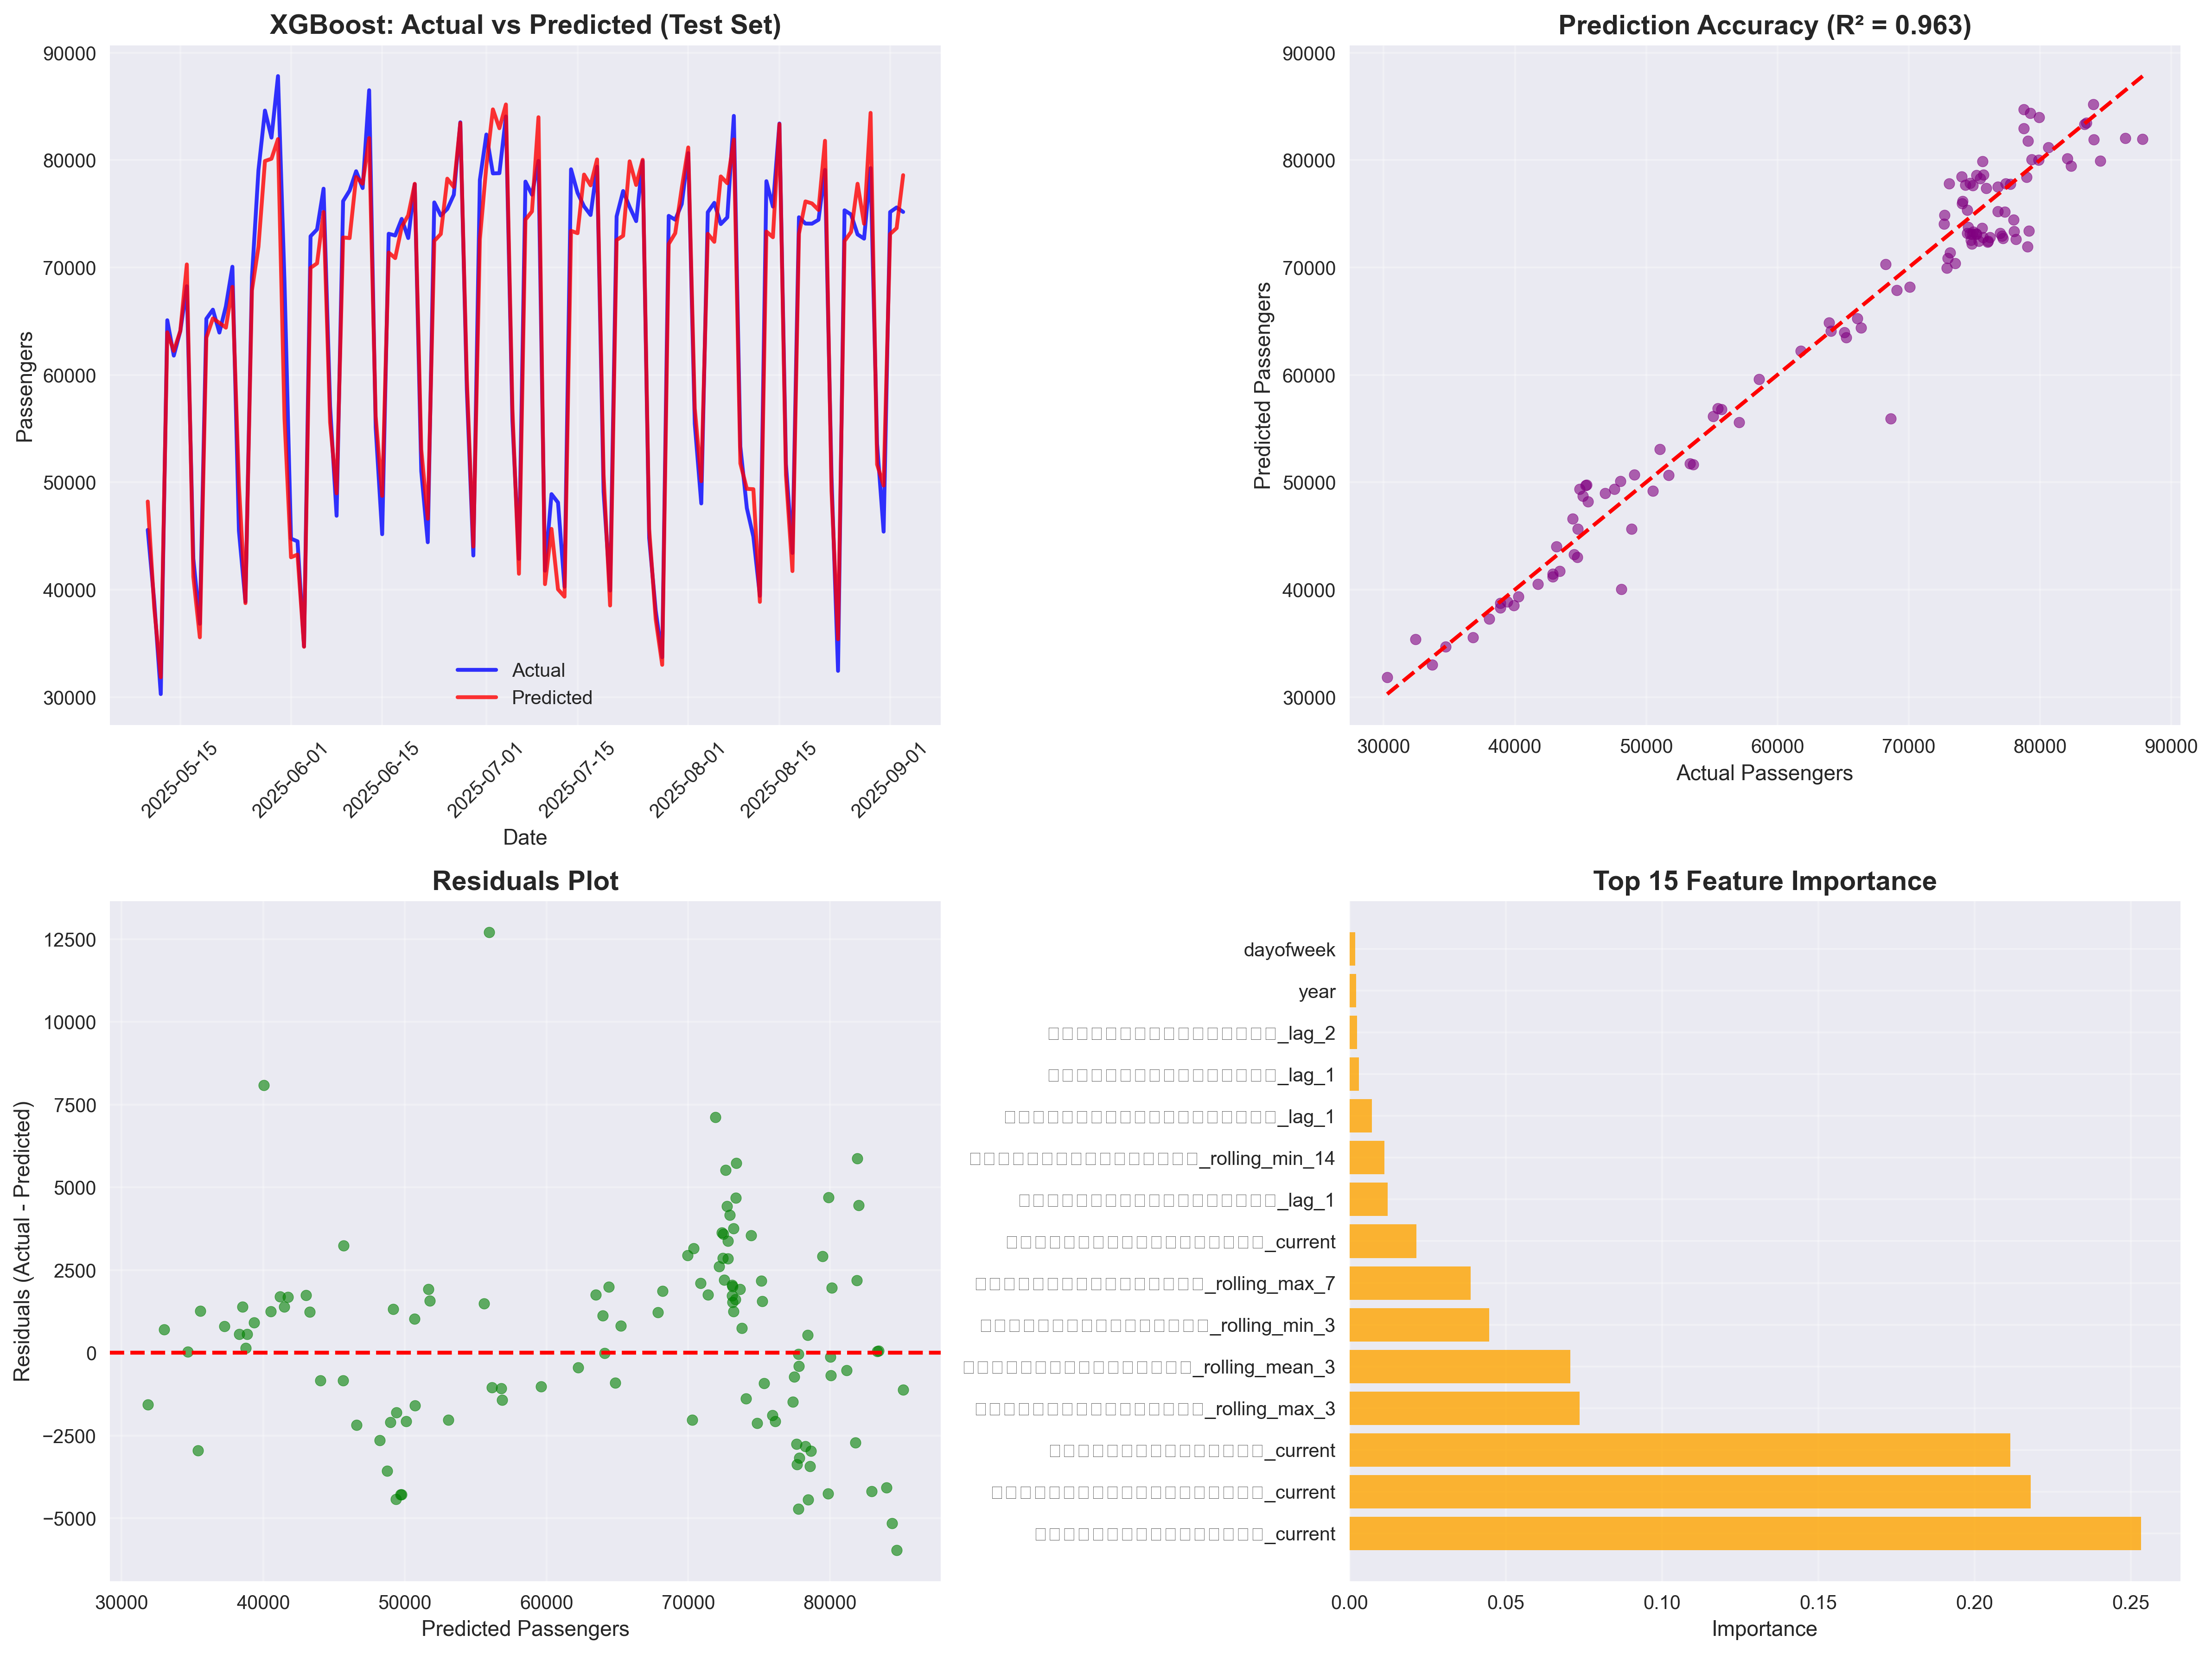 XGBoost: Actual vs Predicted (Test Set)
90000
80000
70000
60000
50000
40000
30000
Passengers
Actual
Predicted
2025-05-15
2025-06-01
2025-06-15
2025-07-01
2025-07-15
2025-08-01
2025-08-15
2025-09-01
Date
Prediction Accuracy (R² = 0.963)
90000
80000
70000
60000
50000
40000
30000
Predicted Passengers
30000 40000 50000 60000 70000 80000 90000
Actual Passengers
Residuals Plot
12500
10000
7500
5000
2500
0
−2500
−5000
Residuals (Actual - Predicted)
30000 40000 50000 60000 70000 80000
Predicted Passengers
Top 15 Feature Importance
dayofweek
year
_lag_2
_lag_1
_lag_1
_rolling_min_14
_lag_1
_current
_rolling_max_7
_rolling_min_3
_rolling_mean_3
_rolling_max_3
_current
_current
_current
0.00 0.05 0.10 0.15 0.20 0.25
Importance